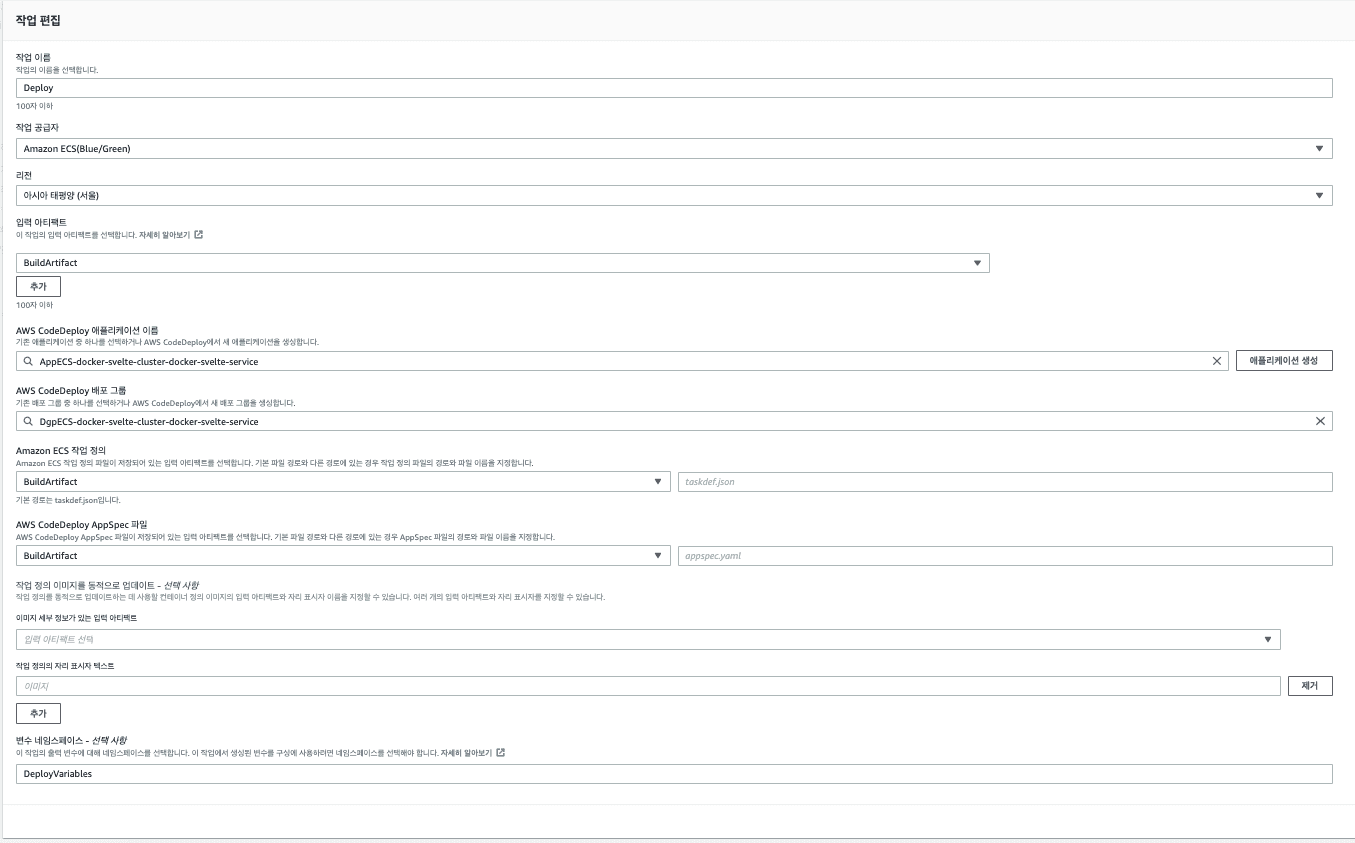 작업 편집
작업 이름
작업의 이름을 선택합니다.
Deploy
100자 이하
작업 공급자
Amazon ECS(Blue/Green)
리전
아시아 태평양 (서울)
입력 아티팩트
이 작업의 입력 아티팩트를 선택합니다. 자세히 알아보기
BuildArtifact
추가
100자 이하
AWS CodeDeploy 애플리케이션 이름
기존 애플리케이션 중 하나를 선택하거나 AWS CodeDeploy에서 새 애플리케이션을 생성합니다.
AppECS-docker-svelte-cluster-docker-svelte-service
애플리케이션 생성
AWS CodeDeploy 배포 그룹
기존 배포 그룹 중 하나를 선택하거나 AWS CodeDeploy에서 새 배포 그룹을 생성합니다.
DgpECS-docker-svelte-cluster-docker-svelte-service
Amazon ECS 작업 정의
Amazon ECS 작업 정의 파일이 저장되어 있는 입력 아티팩트를 선택합니다. 기본 파일 경로와 다른 경로에 있는 경우 작업 정의 파일의 경로와 파일 이름을 지정합니다.
BuildArtifact
taskdef.json
기본 경로는 taskdef.json입니다.
AWS CodeDeploy AppSpec 파일
AWS CodeDeploy AppSpec 파일이 저장되어 있는 입력 아티팩트를 선택합니다. 기본 파일 경로와 다른 경로에 있는 경우 AppSpec 파일의 경로와 파일 이름을 지정합니다.
BuildArtifact
appspec.yaml
작업 정의 이미지를 동적으로 업데이트 - 선택 사항
작업 정의를 동적으로 업데이트하는 데 사용할 컨테이너 정의 이미지의 입력 아티팩트와 자리 표시자 이름을 지정할 수 있습니다. 여러 개의 입력 아티팩트와 자리 표시자를 지정할 수 있습니다.
이미지 세부 정보가 있는 입력 아티팩트
입력 아티팩트 선택
작업 정의의 자리 표시자 텍스트
이미지
제거
추가
변수 네임스페이스 - 선택 사항
이 작업의 출력 변수에 대해 네임스페이스를 선택합니다. 이 작업에서 생성된 변수를 구성에 사용하려면 네임스페이스를 선택해야 합니다. 자세히 알아보기
DeployVariables